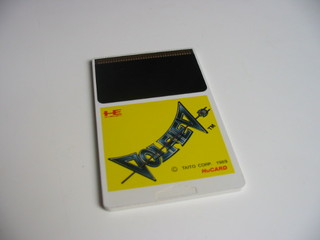 HE
VOLFIED
™
© TAITO CORP. 1989
HuCARD